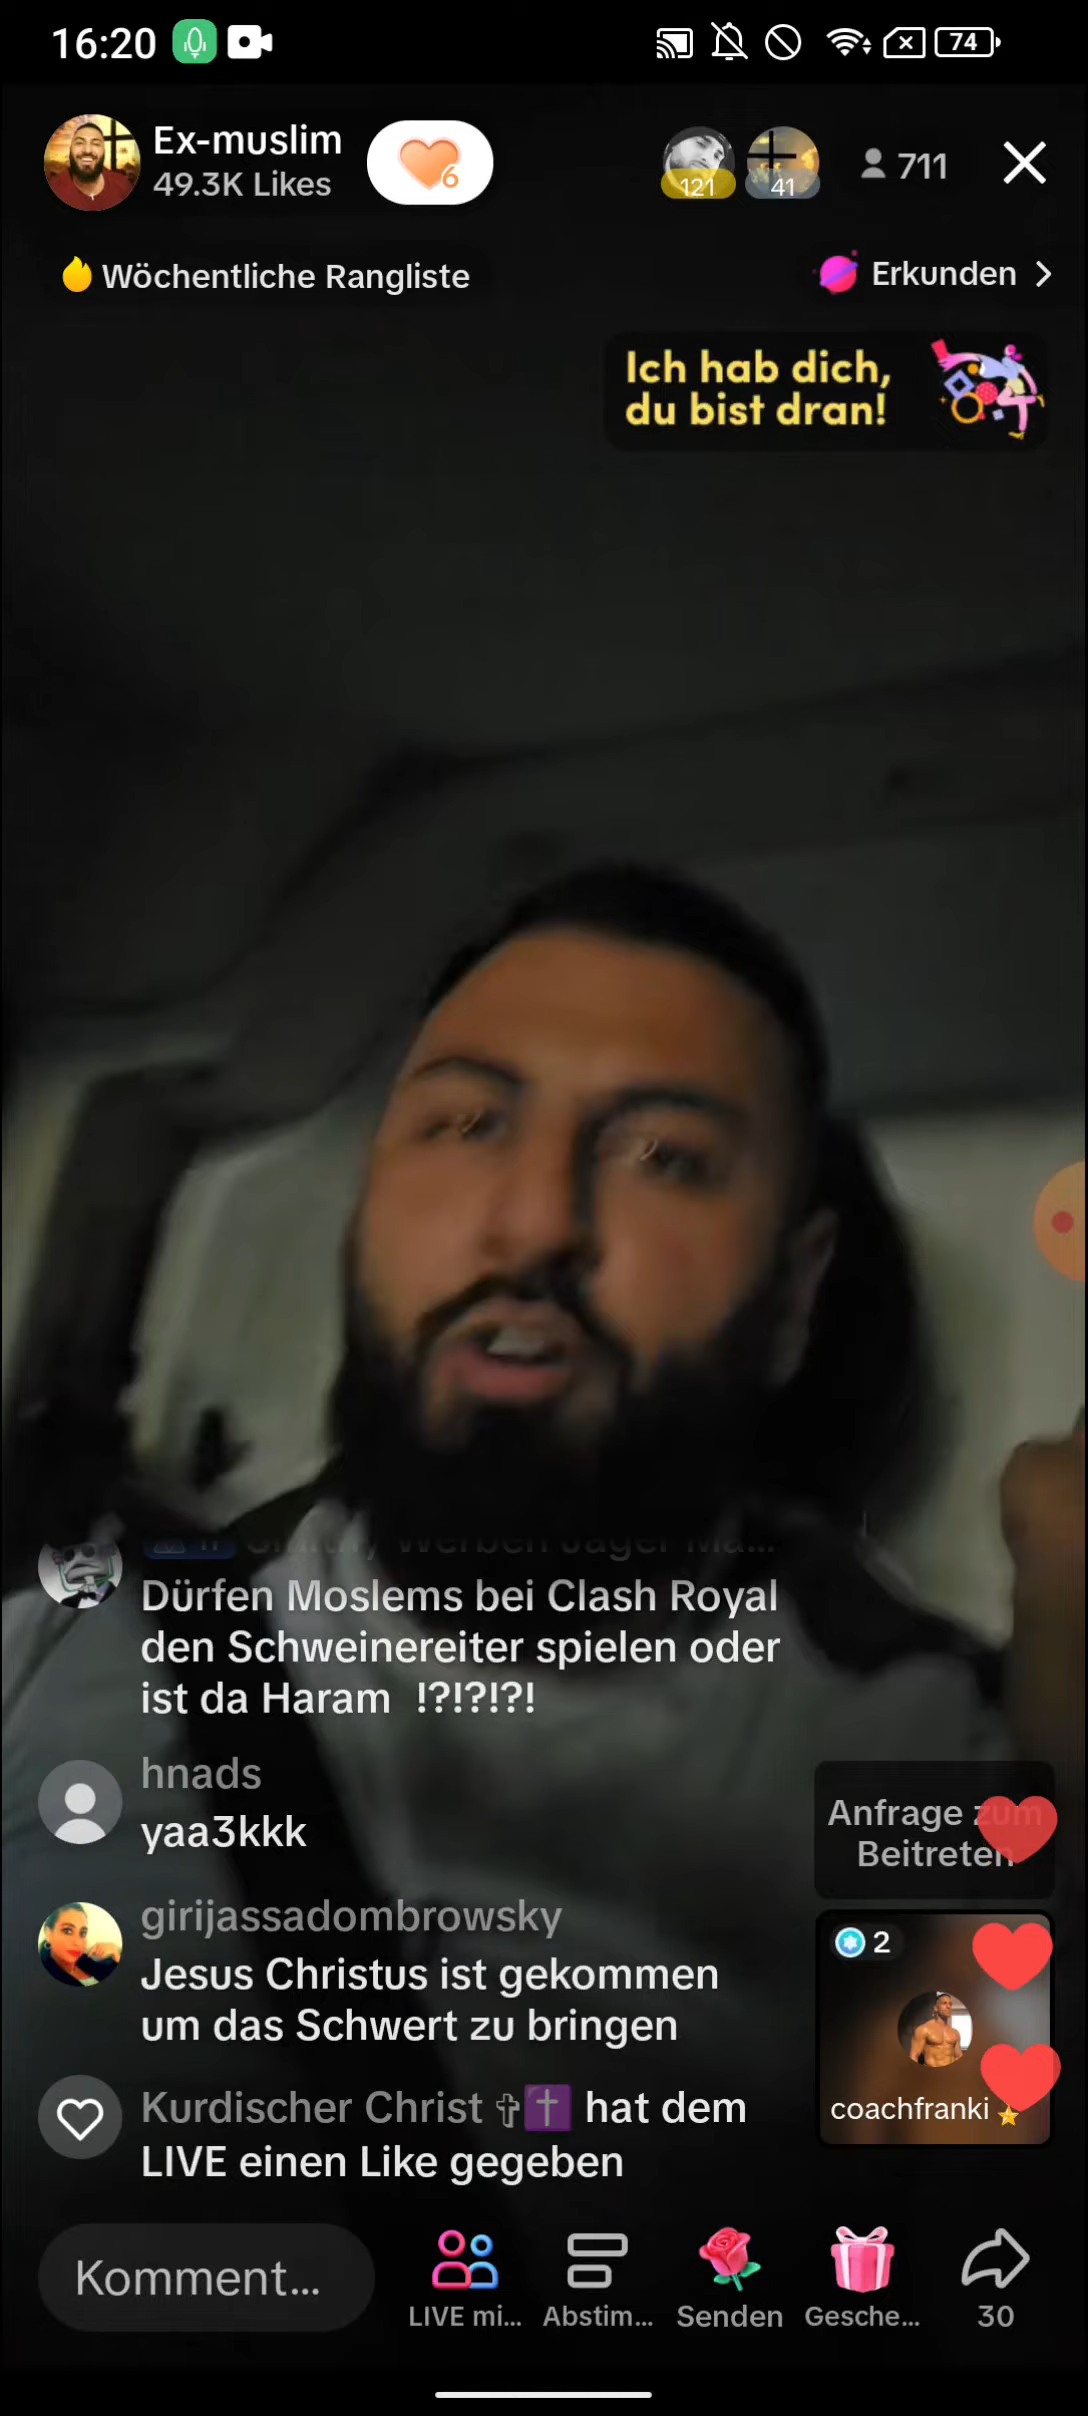 16:20
74
Ex-muslim
49.3K Likes
6
121
41
711
Wöchentliche Rangliste
Erkunden
Ich hab dich,
du bist dran!
Dürfen Moslems bei Clash Royal
den Schweinereiter spielen oder
ist da Haram !?!?!?!
hnads
yaa3kkk
girijassadombrowsky
Jesus Christus ist gekommen
um das Schwert zu bringen
Kurdischer Christ ✞✝️ hat dem
LIVE einen Like gegeben
Anfrage zum
Beitreten
2
coachfranki ⭐
Komment...
LIVE mi...
Abstim...
Senden
Gesche...
30